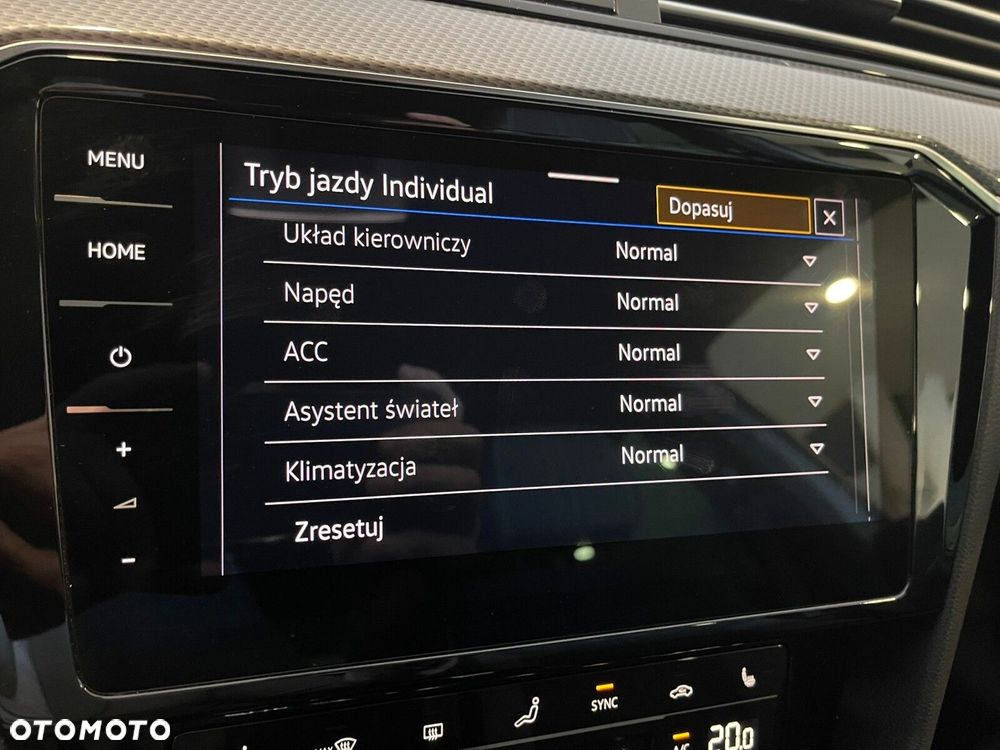 MENU
HOME
Tryb jazdy Individual
Dopasuj
X
Układ kierowniczy Normal
Napęd Normal
ACC Normal
Asystent świateł Normal
Klimatyzacja Normal
Zresetuj
+
-
SYNC
A/C
20.0
OTOMOTO